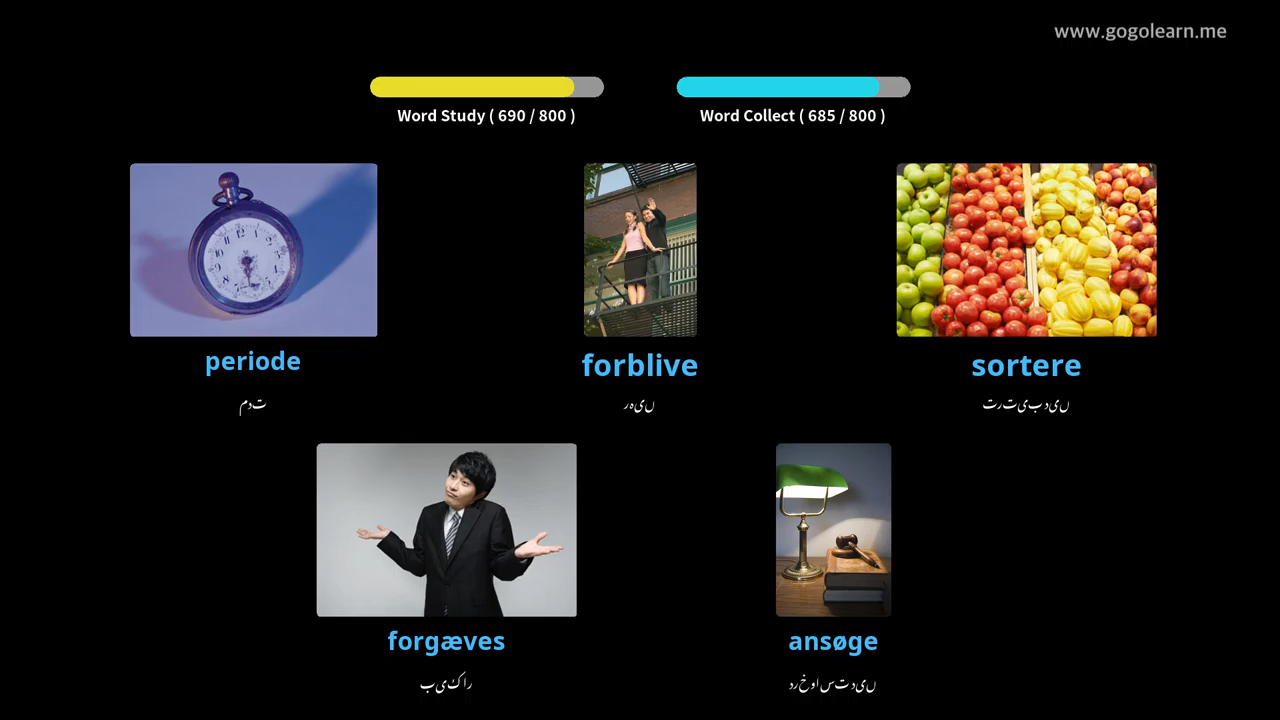 www.gogolearn.me
Word Study ( 690 / 800 )
Word Collect ( 685 / 800 )
periode
forblive
sortere
مدت
رہیں
ترتیب دیں
forgæves
ansøge
بیکار
درخواست دیں